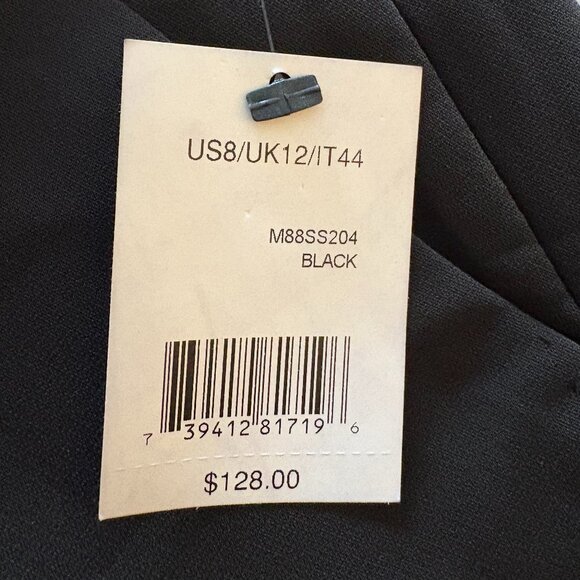 US8/UK12/IT44
M88SS204
BLACK
7 39412 81719 6
$128.00